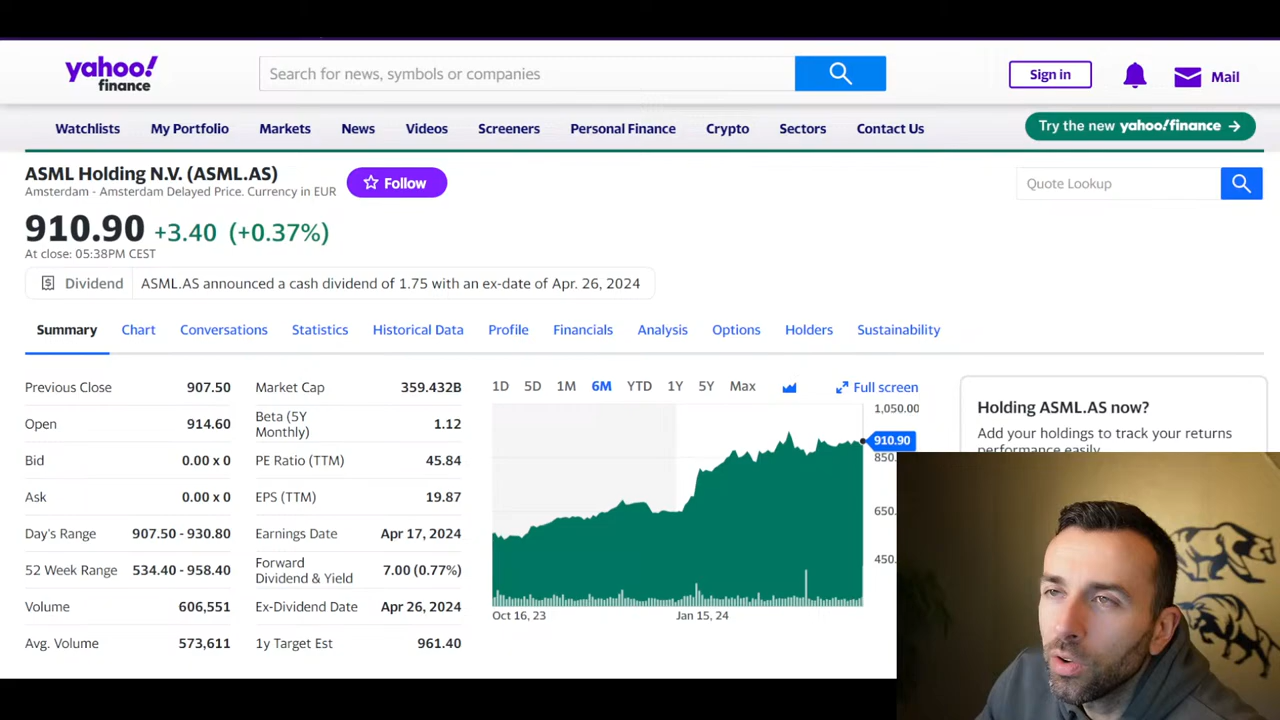 yahoo!
finance
Search for news, symbols or companies
Sign in
Mail
Watchlists
My Portfolio
Markets
News
Videos
Screeners
Personal Finance
Crypto
Sectors
Contact Us
Try the new yahoo!finance →
ASML Holding N.V. (ASML.AS)
Amsterdam - Amsterdam Delayed Price. Currency in EUR
Follow
Quote Lookup
910.90 +3.40 (+0.37%)
At close: 05:38PM CEST
Dividend
ASML.AS announced a cash dividend of 1.75 with an ex-date of Apr. 26, 2024
Summary
Chart
Conversations
Statistics
Historical Data
Profile
Financials
Analysis
Options
Holders
Sustainability
Previous Close 907.50
Open 914.60
Bid 0.00 x 0
Ask 0.00 x 0
Day's Range 907.50 - 930.80
52 Week Range 534.40 - 958.40
Volume 606,551
Avg. Volume 573,611
Market Cap 359.432B
Beta (5Y
Monthly) 1.12
PE Ratio (TTM) 45.84
EPS (TTM) 19.87
Earnings Date Apr 17, 2024
Forward
Dividend & Yield 7.00 (0.77%)
Ex-Dividend Date Apr 26, 2024
1y Target Est 961.40
1D 5D 1M 6M YTD 1Y 5Y Max
Full screen
1,050.00
910.90
850.
650.
450.
Oct 16, 23
Jan 15, 24
Holding ASML.AS now?
Add your holdings to track your returns
performance easily